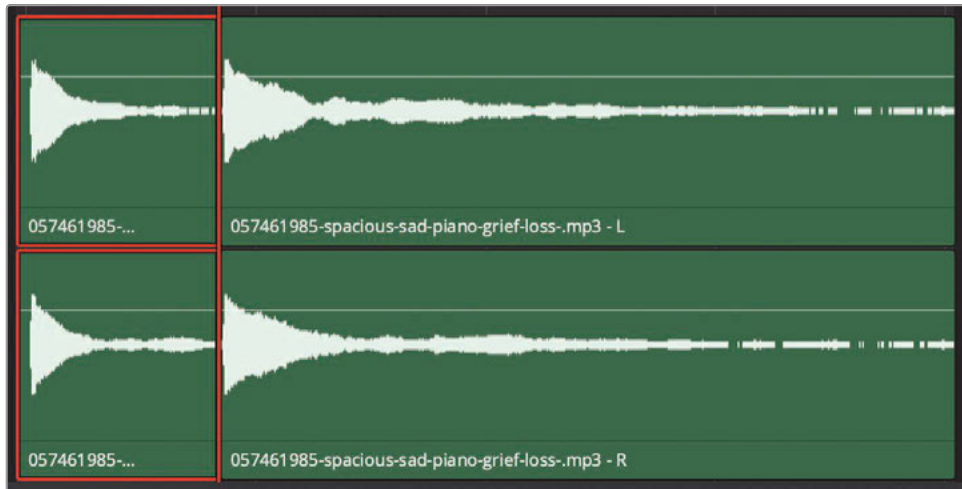 057461985-...
057461985-spacious-sad-piano-grief-loss-.mp3 - L
057461985-...
057461985-spacious-sad-piano-grief-loss-.mp3 - R